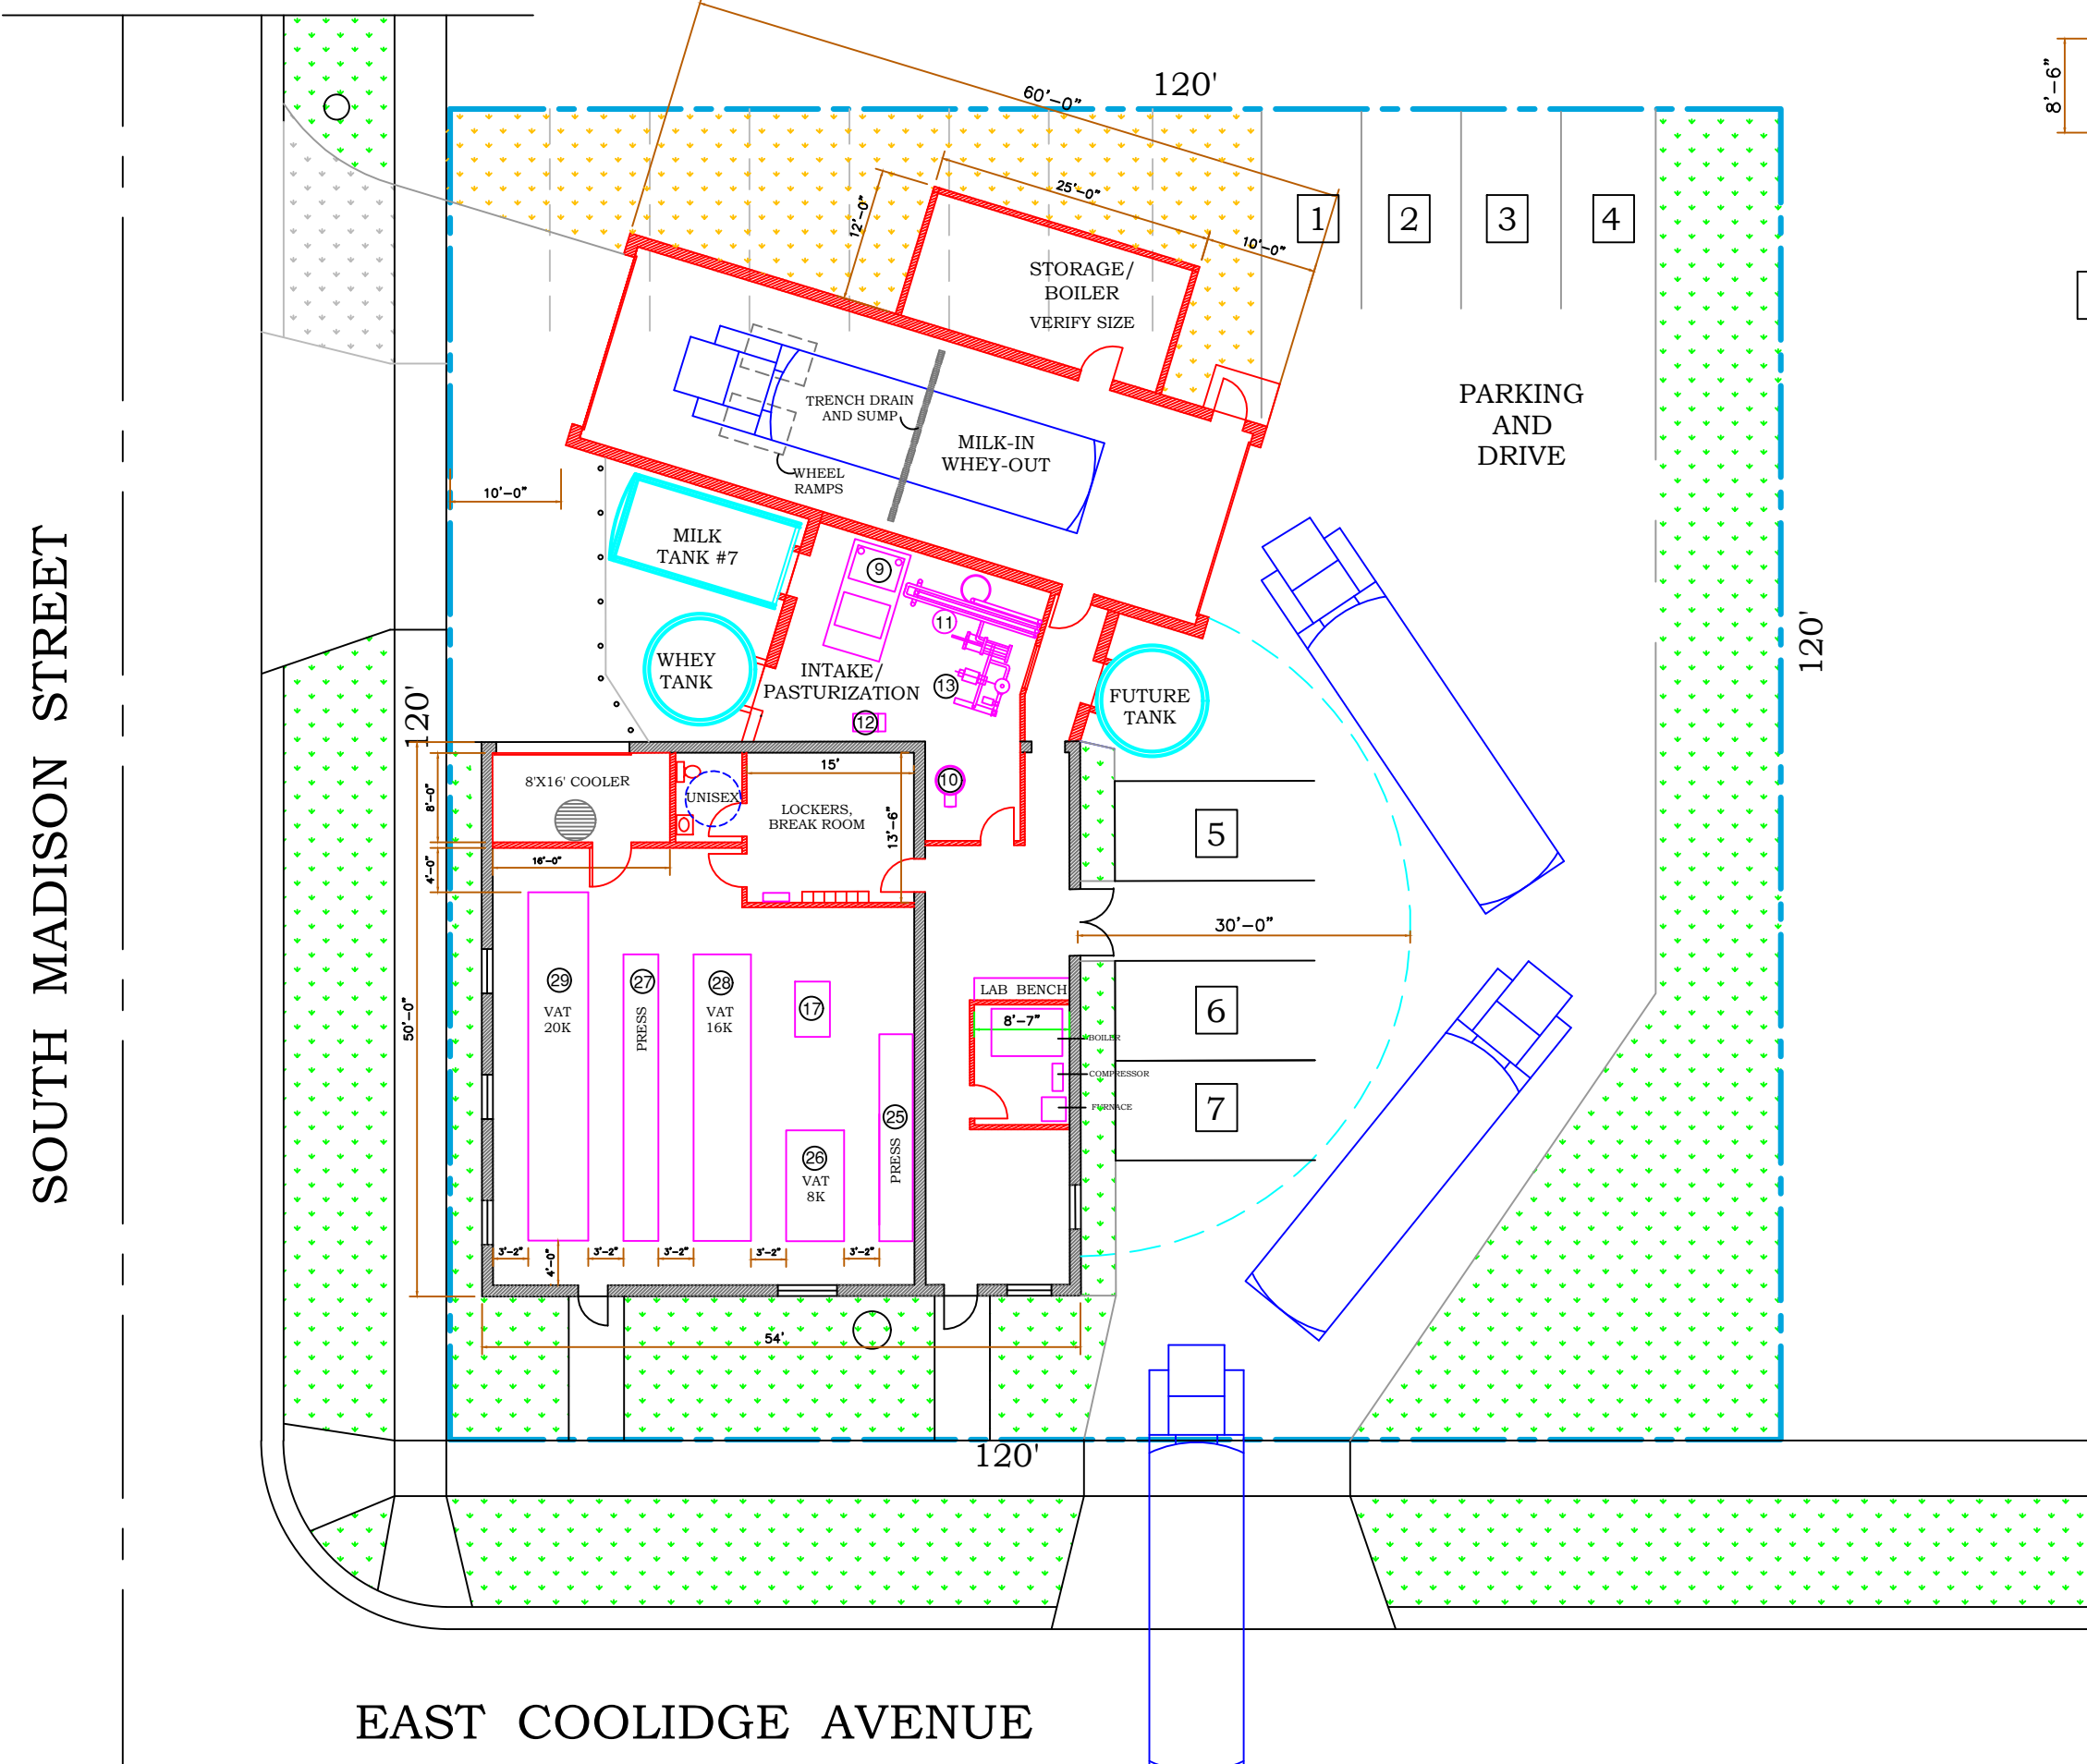 120'
60'-0"
8'-6"
25'-0"
12'-0"
10'-0"
1
2
3
4
STORAGE/
BOILER
VERIFY SIZE
PARKING
AND
DRIVE
TRENCH DRAIN
AND SUMP
MILK-IN
WHEY-OUT
WHEEL
RAMPS
10'-0"
MILK
TANK #7
9
11
WHEY
TANK
INTAKE/
PASTURIZATION
13
12
FUTURE
TANK
120'
120'
SOUTH MADISON STREET
8'X16' COOLER
UNISEX
15'
LOCKERS,
BREAK ROOM
13'-6"
10
8'-0"
4'-0"
16'-0"
5
30'-0"
29
VAT
20K
27
PRESS
28
VAT
16K
17
LAB BENCH
8'-7"
BOILER
COMPRESSOR
FURNACE
6
7
50'-0"
25
PRESS
26
VAT
8K
3'-2"
4'-0"
3'-2"
3'-2"
3'-2"
3'-2"
54'
120'
EAST COOLIDGE AVENUE